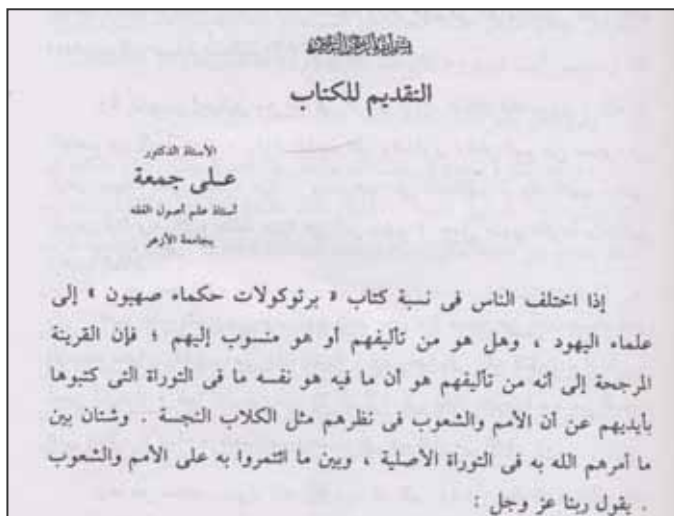 بسم الله الرحمن الرحيم
التقديم للكتاب
الأستاذ الدكتور
علـى جمعة
أستاذ علم أصول الفقه
بجامعة الأزهر
إذا اختلف الناس فى نسبة كتاب « برتوكولات حكماء صهيون » إلى
علماء اليهود ، وهل هو من تأليفهم أو هو منسوب إليهم ؛ فإن القرينة
المرجحة إلى أنه من تأليفهم هو أن ما فيه هو نفسه ما فى التوراة التى كتبوها
بأيديهم عن أن الأمم والشعوب فى نظرهم مثل الكلاب النجسة . وشتان بين
ما أمرهم الله به فى التوراة الأصلية ، وبين ما ائتمروا به على الأمم والشعوب
. يقول ربنا عز وجل :